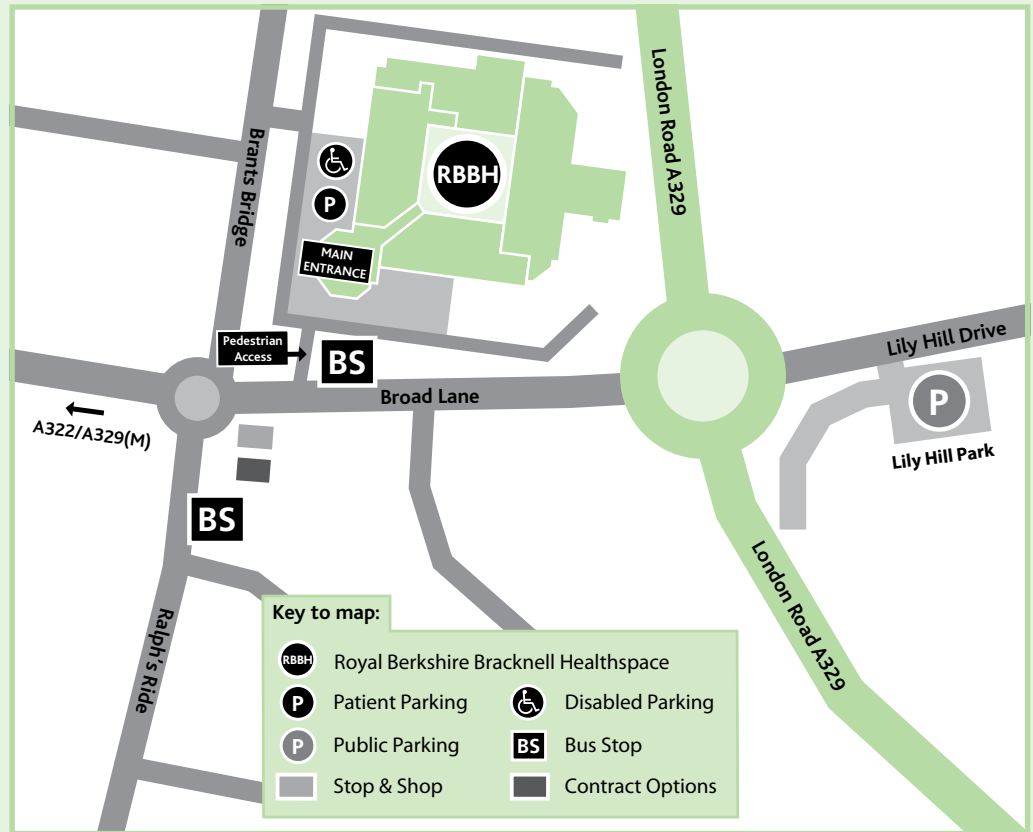 London Road A329
Brants Bridge
RBBH
P
MAIN
ENTRANCE
Pedestrian
Access
BS
Broad Lane
Lily Hill Drive
P
Lily Hill Park
A322/A329(M)
BS
Ralph's Ride
London Road A329
Key to map:
RBBH Royal Berkshire Bracknell Healthspace
P Patient Parking
Disabled Parking
P Public Parking
BS Bus Stop
Stop & Shop
Contract Options